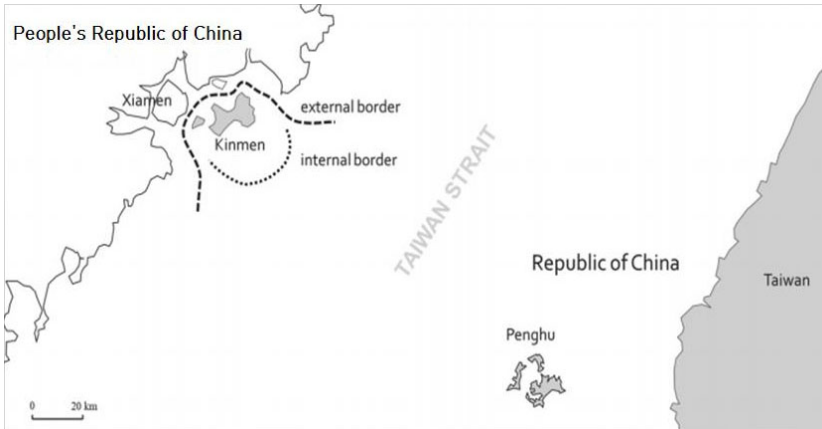 People's Republic of China
Xiamen
external border
Kinmen
internal border
TAIWAN STRAIT
Republic of China
Taiwan
Penghu
0 20 km